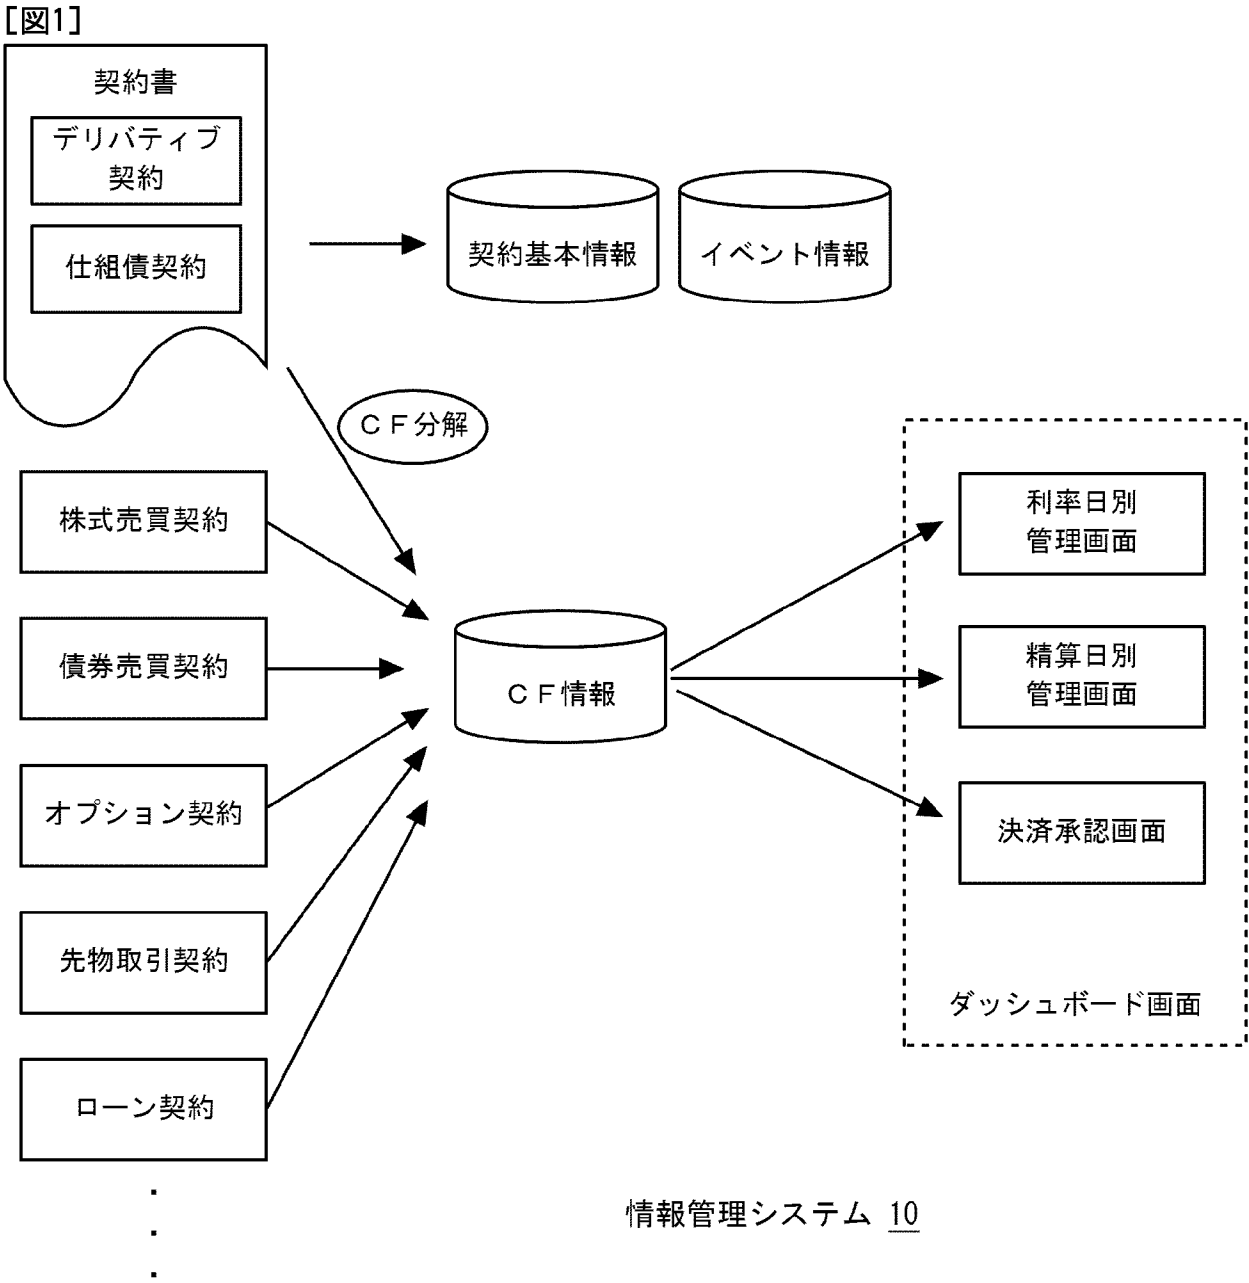 [図1]
契約書
デリバティブ
契約
仕組債契約
契約基本情報
イベント情報
ＣＦ分解
株式売買契約
債券売買契約
オプション契約
先物取引契約
ローン契約
・
・
・
ＣＦ情報
利率日別
管理画面
精算日別
管理画面
決済承認画面
ダッシュボード画面
情報管理システム 10